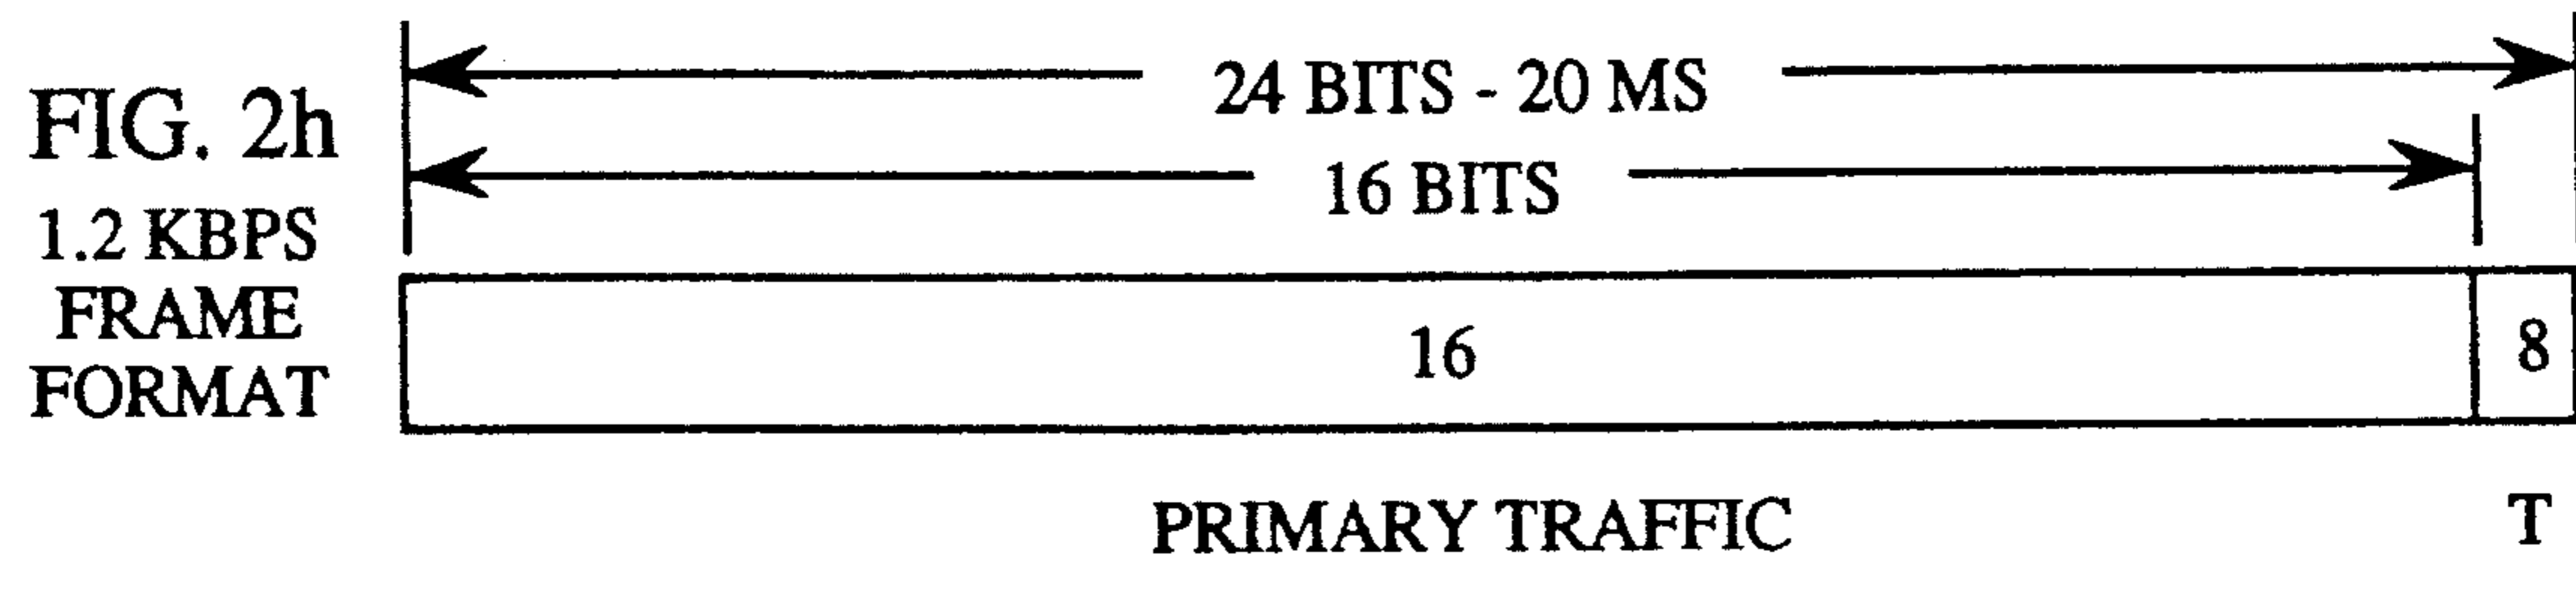 FIG. 2h
1.2 KBPS
FRAME
FORMAT
24 BITS - 20 MS
16 BITS
16
8
PRIMARY TRAFFIC
T